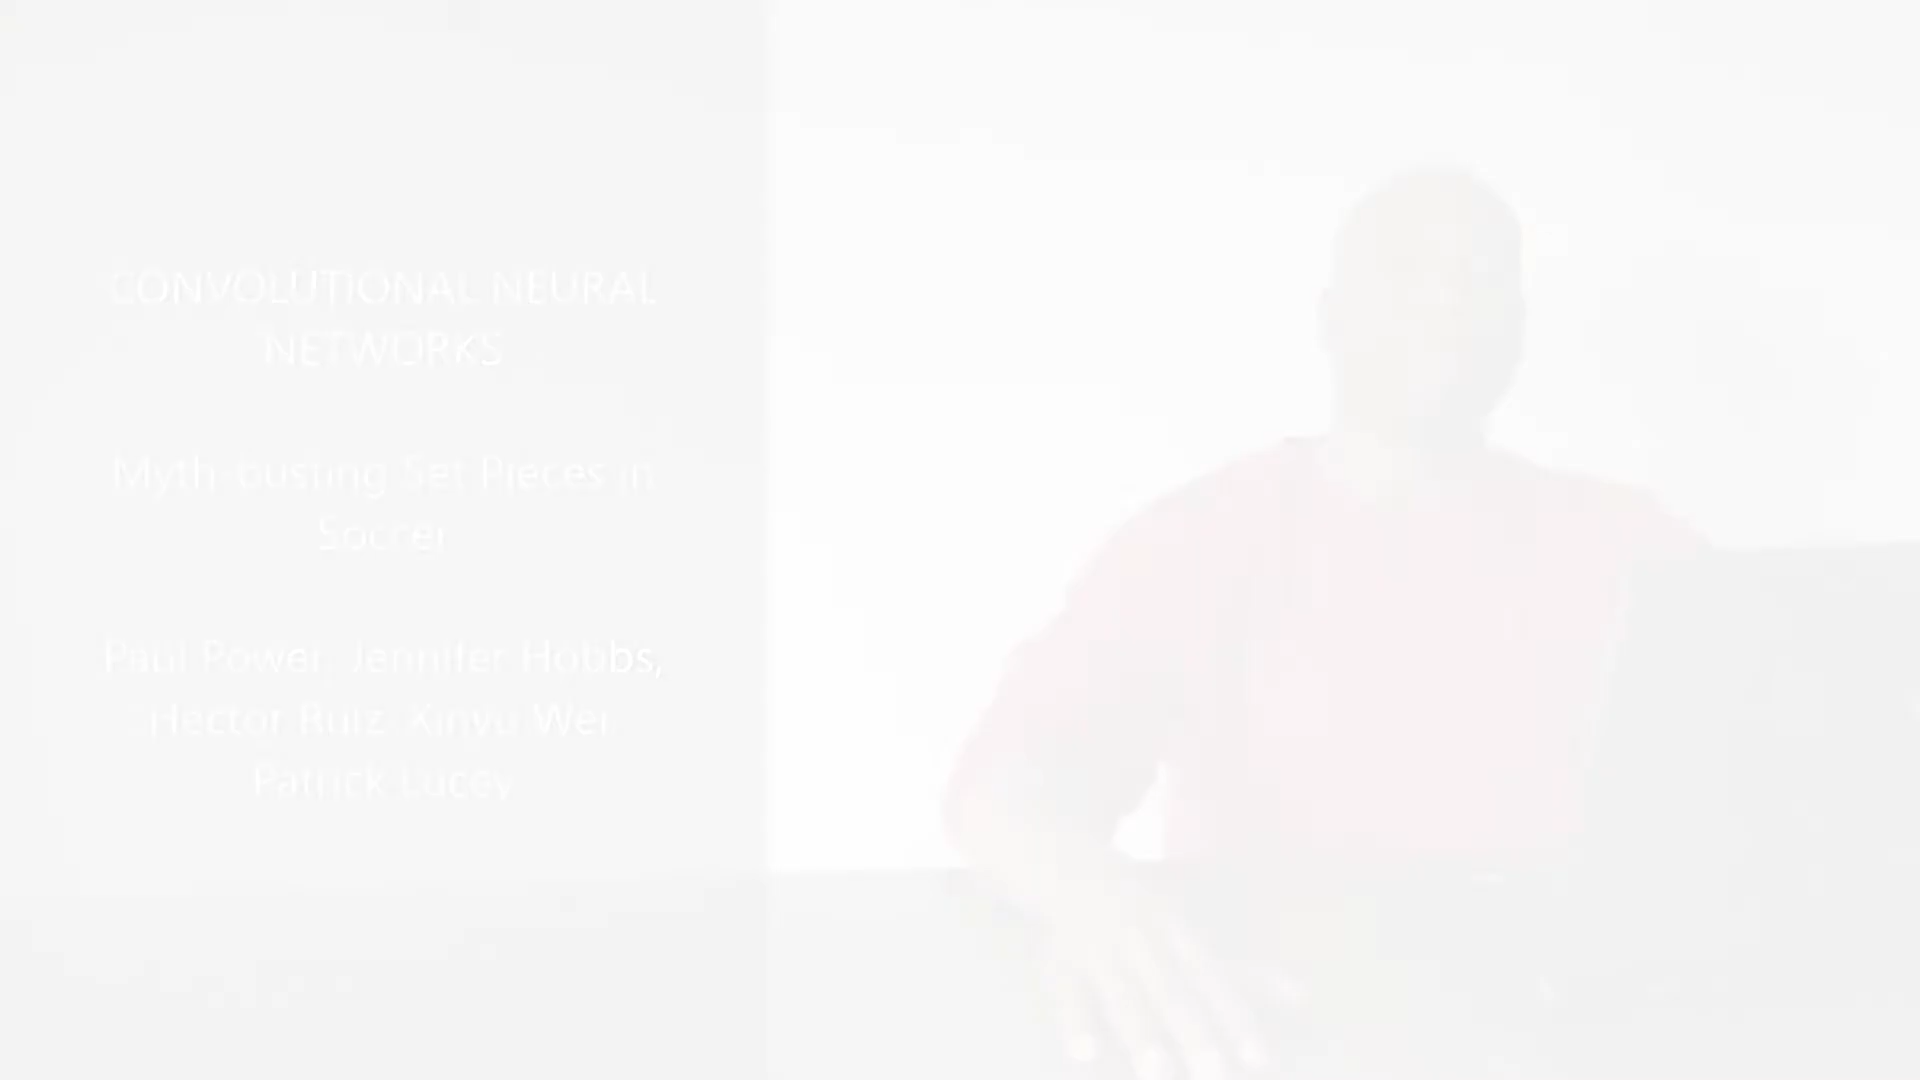 CONVOLUTIONAL NEURAL
NETWORKS
Myth-busting Set Pieces in
Soccer
Paul Power, Jennifer Hobbs,
Hector Ruiz, Xinyu Wei
Patrick Lucey